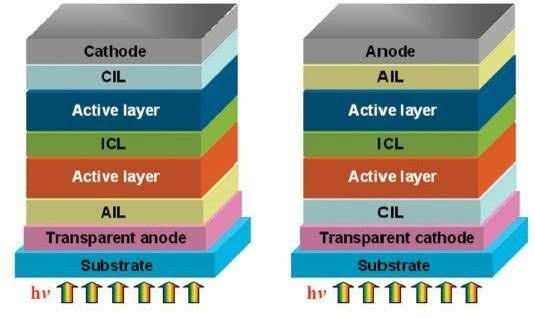 Cathode
CIL
Active layer
ICL
Active layer
AIL
Transparent anode
Substrate
hν
Anode
AIL
Active layer
ICL
Active layer
CIL
Transparent cathode
Substrate
hν